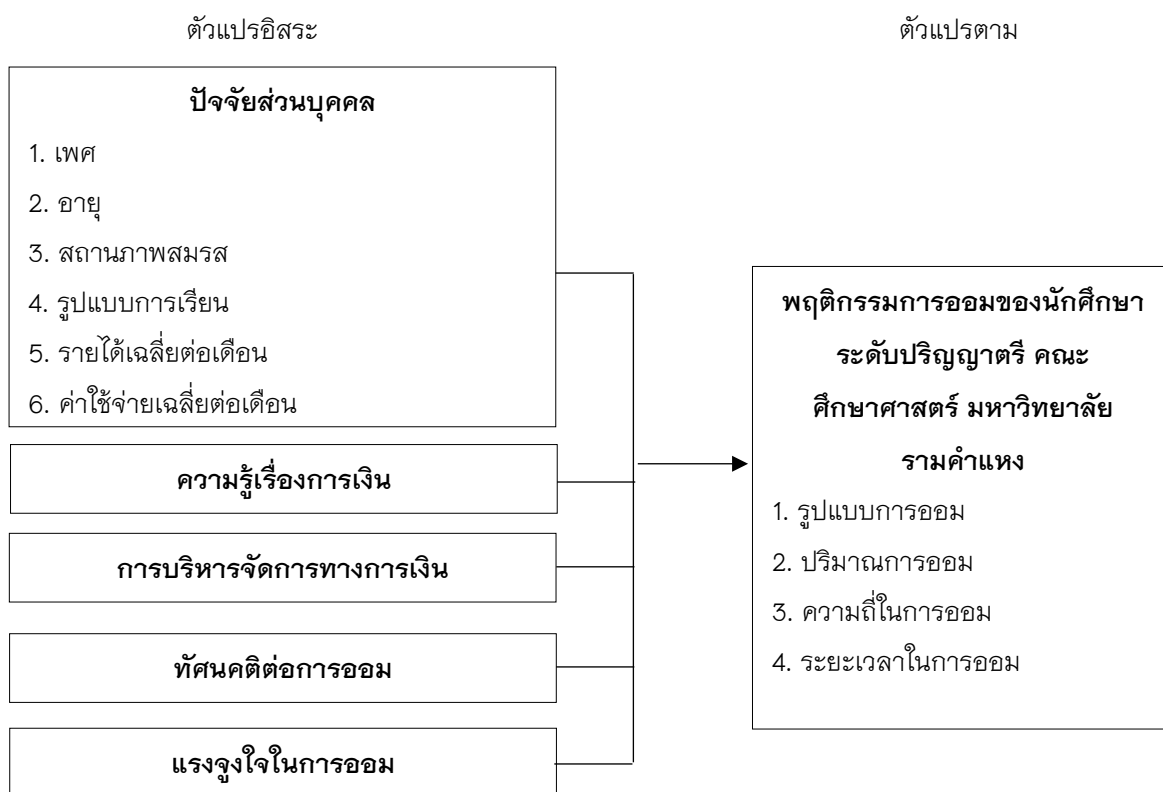 ตัวแปรอิสระ
ตัวแปรตาม
ปัจจัยส่วนบุคคล
1. เพศ
2. อายุ
3. สถานภาพสมรส
4. รูปแบบการเรียน
5. รายได้เฉลี่ยต่อเดือน
6. ค่าใช้จ่ายเฉลี่ยต่อเดือน
ความรู้เรื่องการเงิน
การบริหารจัดการทางการเงิน
ทัศนคติต่อการออม
แรงจูงใจในการออม
พฤติกรรมการออมของนักศึกษา
ระดับปริญญาตรี คณะ
ศึกษาศาสตร์ มหาวิทยาลัย
รามคำแหง
1. รูปแบบการออม
2. ปริมาณการออม
3. ความถี่ในการออม
4. ระยะเวลาในการออม